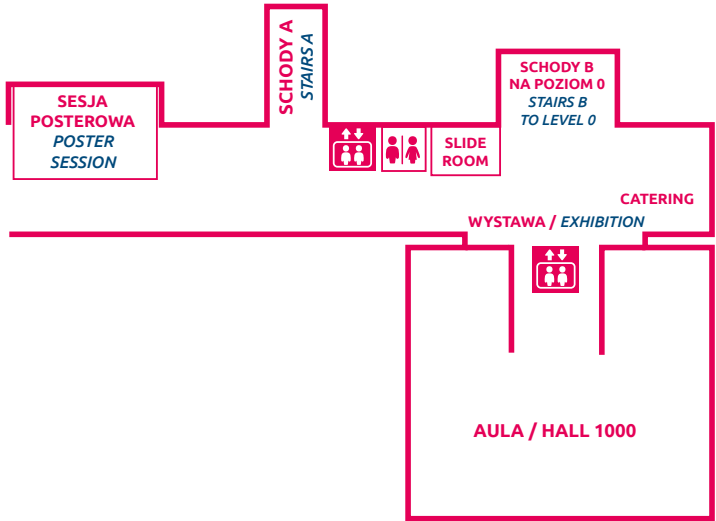 SCHODY A
STAIRS A
SCHODY B
NA POZIOM 0
STAIRS B
TO LEVEL 0
SESJA
POSTEROWA
POSTER
SESSION
SLIDE
ROOM
CATERING
WYSTAWA / EXHIBITION
AULA / HALL 1000